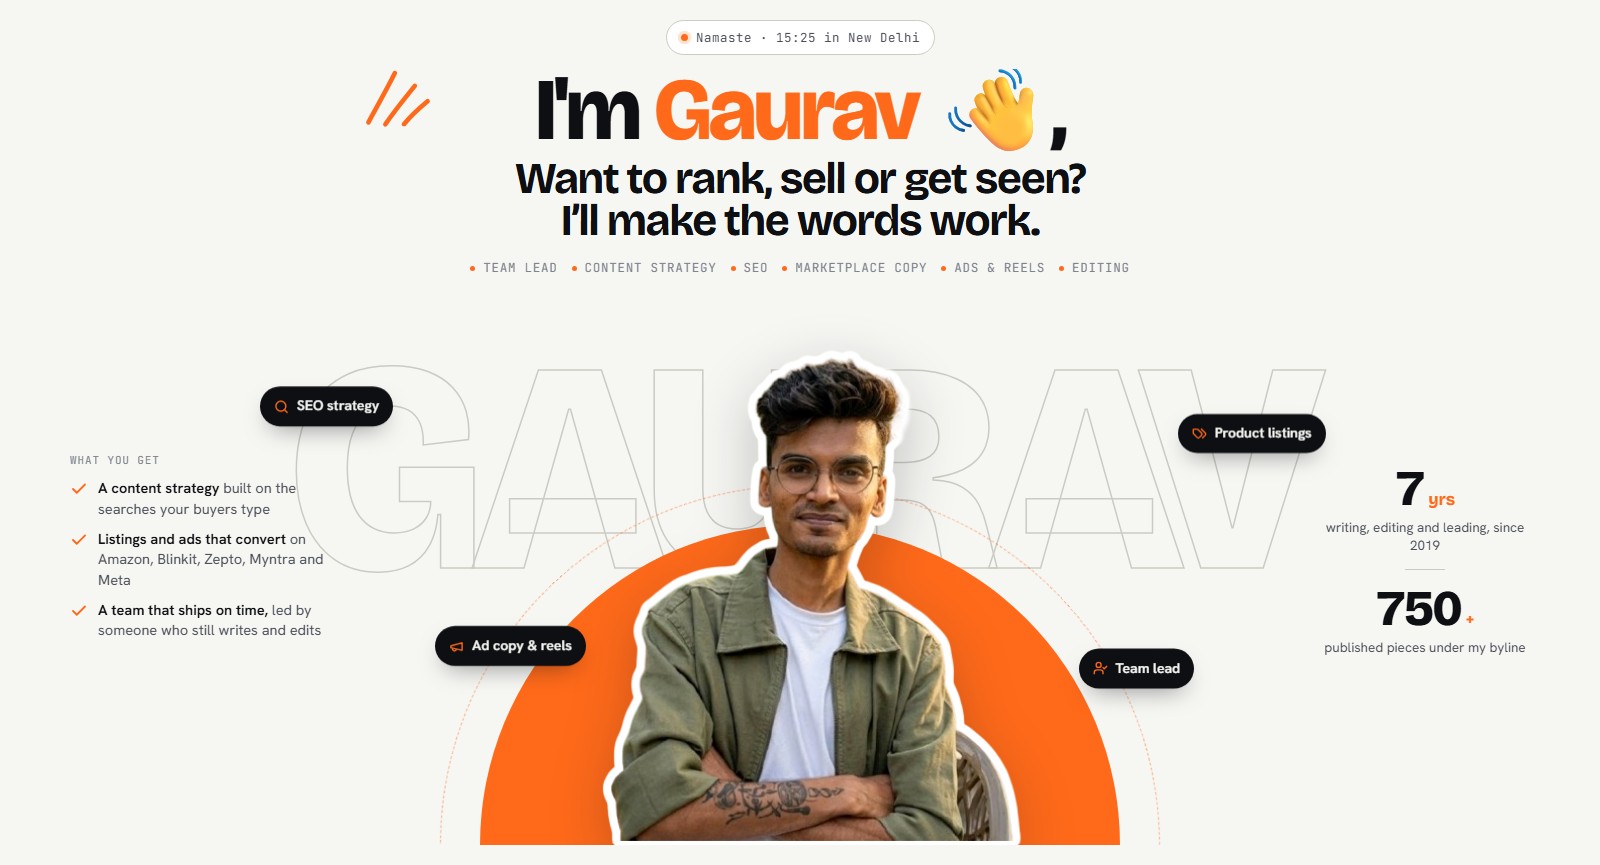 Namaste · 15:25 in New Delhi
I'm Gaurav 👋,
Want to rank, sell or get seen?
I'll make the words work.
TEAM LEAD • CONTENT STRATEGY • SEO • MARKETPLACE COPY • ADS & REELS • EDITING
GAURAV
SEO strategy
Product listings
WHAT YOU GET
A content strategy built on the
searches your buyers type
Listings and ads that convert on
Amazon, Blinkit, Zepto, Myntra and
Meta
A team that ships on time, led by
someone who still writes and edits
Ad copy & reels
Team lead
7 yrs
writing, editing and leading, since
2019
750+
published pieces under my byline